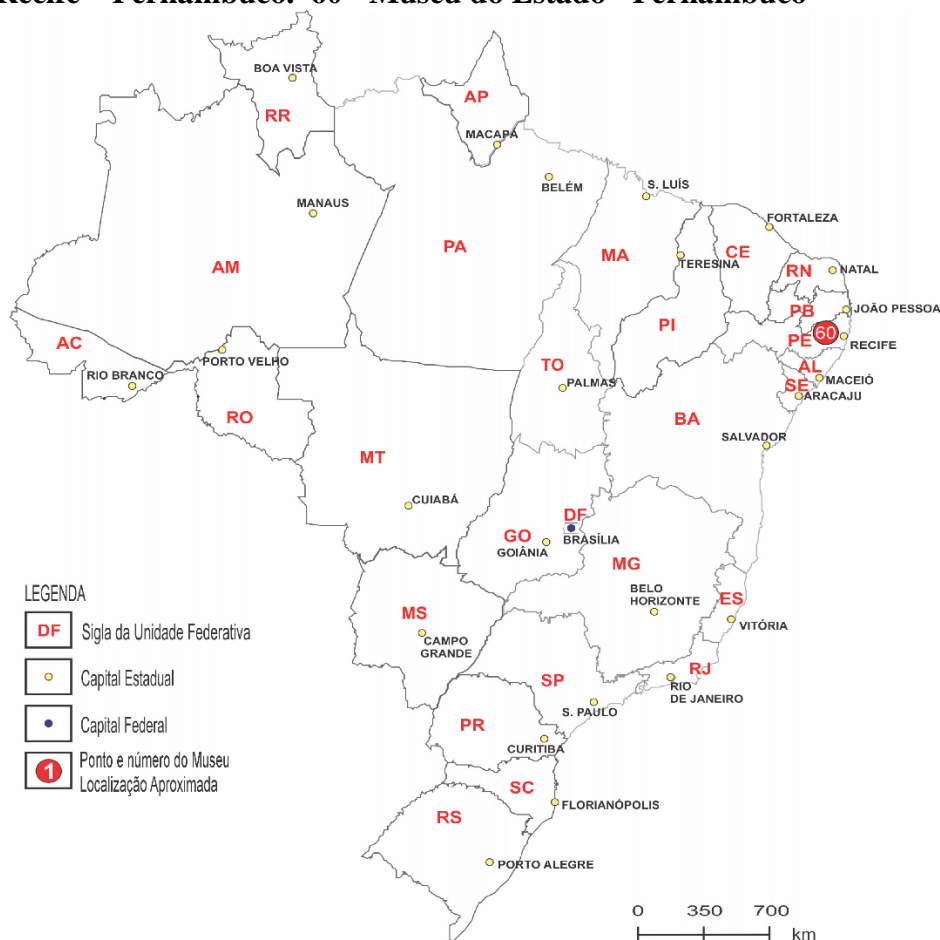 Recife – Pernambuco. 60 - Museu do Estado - Pernambuco
BOA VISTA
RR
AP
MACAPÁ
BELÉM
S. LUÍS
MANAUS
FORTALEZA
PA
MA
CE
TERESINA
AM
RN
NATAL
PB
JOÃO PESSOA
PI
60
PE
RECIFE
AC
PORTO VELHO
TO
AL
RIO BRANCO
PALMAS
MACEIÓ
SE
ARACAJU
RO
BA
SALVADOR
MT
CUIABÁ
DF
GO
BRASÍLIA
GOIÂNIA
MG
BELO
HORIZONTE
ES
MS
VITÓRIA
CAMPO
GRANDE
RJ
SP
RIO
DE JANEIRO
S. PAULO
PR
CURITIBA
SC
FLORIANÓPOLIS
RS
PORTO ALEGRE
LEGENDA
DF Sigla da Unidade Federativa
Capital Estadual
Capital Federal
1 Ponto e número do Museu
Localização Aproximada
0 350 700
km